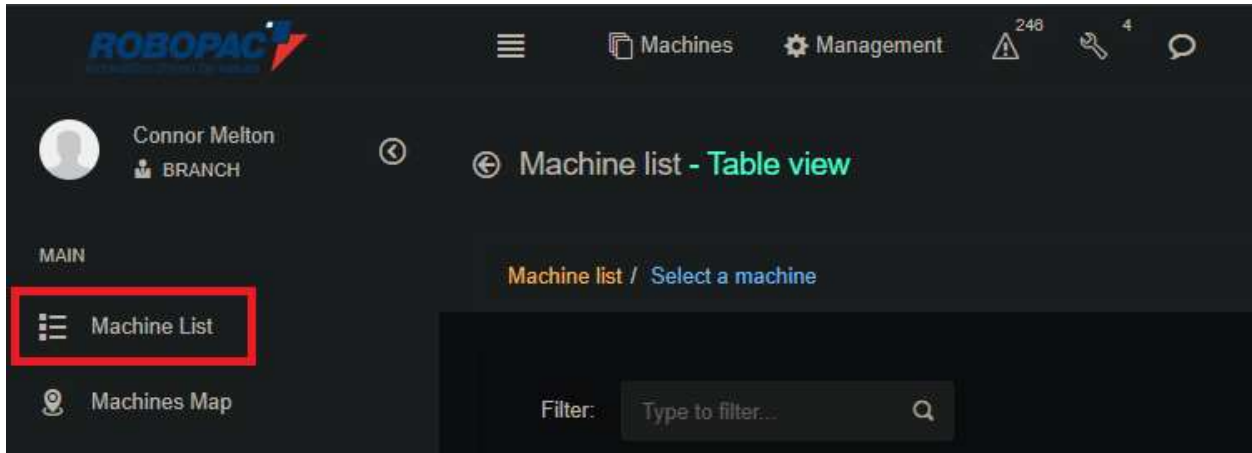 ROBOPAC
Machines
Management
246
4
Connor Melton
BRANCH
Machine list - Table view
MAIN
Machine list / Select a machine
Machine List
Machines Map
Filter:
Type to filter...